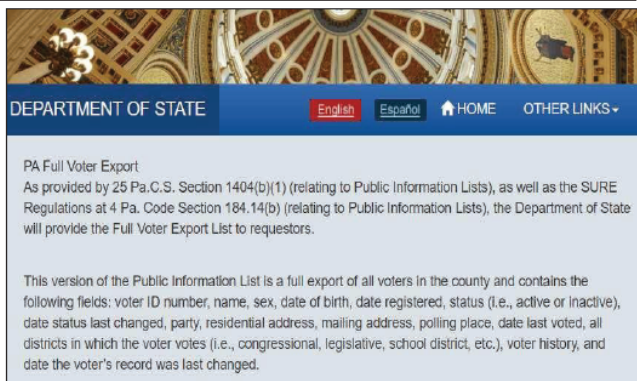 DEPARTMENT OF STATE English Español HOME OTHER LINKS
PA Full Voter Export
As provided by 25 Pa.C.S. Section 1404(b)(1) (relating to Public Information Lists), as well as the SURE
Regulations at 4 Pa. Code Section 184.14(b) (relating to Public Information Lists), the Department of State
will provide the Full Voter Export List to requestors.
This version of the Public Information List is a full export of all voters in the county and contains the
following fields: voter ID number, name, sex, date of birth, date registered, status (i.e., active or inactive),
date status last changed, party, residential address, mailing address, polling place, date last voted, all
districts in which the voter votes (i.e., congressional, legislative, school district, etc.), voter history, and
date the voter's record was last changed.